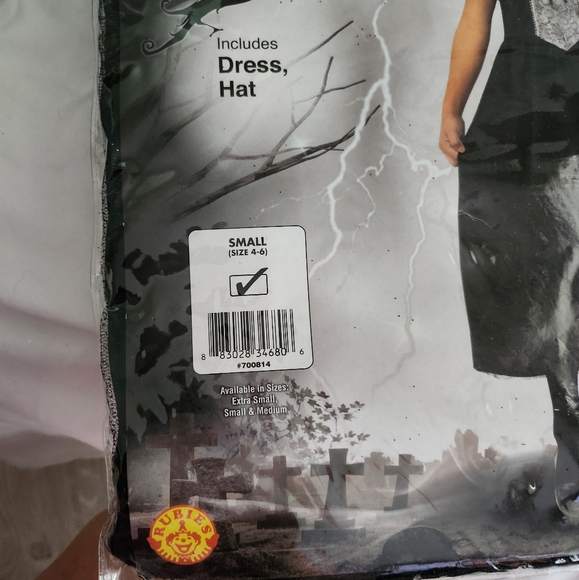 Includes
Dress,
Hat
SMALL
(SIZE 4-6)
8 83028 34680 6
#700814
Available in Sizes:
Extra Small,
Small & Medium
RUBIE'S